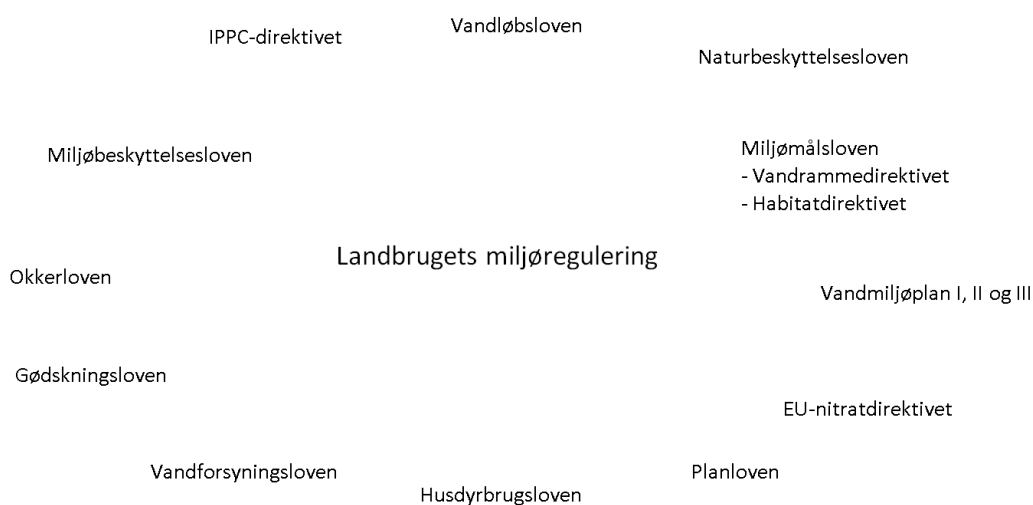 Vandløbsloven
IPPC-direktivet
Naturbeskyttelsesloven
Miljøbeskyttelsesloven
Miljømålsloven
- Vandrammedirektivet
- Habitatdirektivet
Landbrugets miljøregulering
Okkerloven
Vandmiljøplan I, II og III
Gødskningsloven
EU-nitratdirektivet
Vandforsyningsloven
Planloven
Husdyrbrugsloven